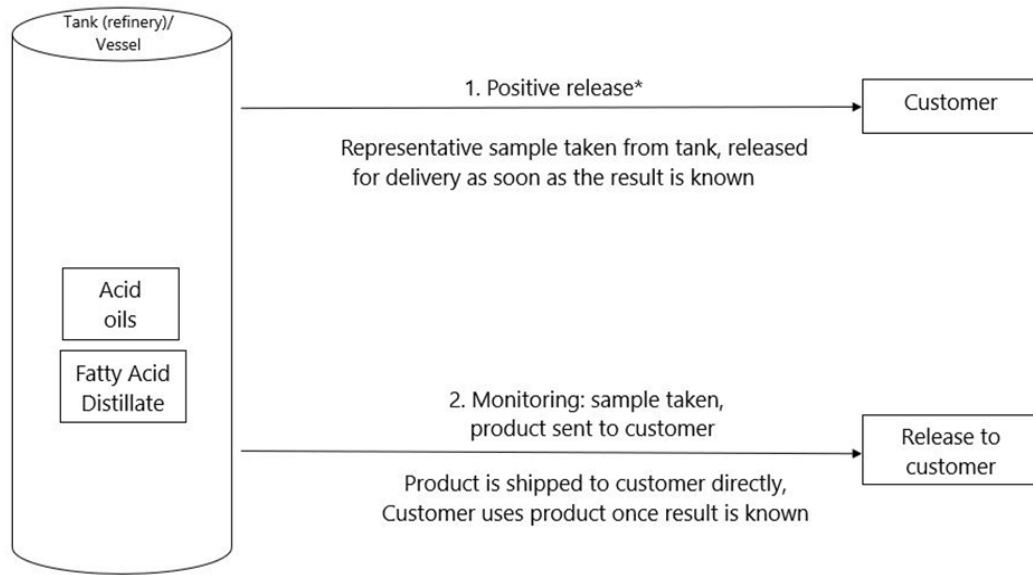 Tank (refinery)/
Vessel
1. Positive release*
Customer
Representative sample taken from tank, released
for delivery as soon as the result is known
Acid
oils
Fatty Acid
Distillate
2. Monitoring: sample taken,
product sent to customer
Release to
customer
Product is shipped to customer directly,
Customer uses product once result is known